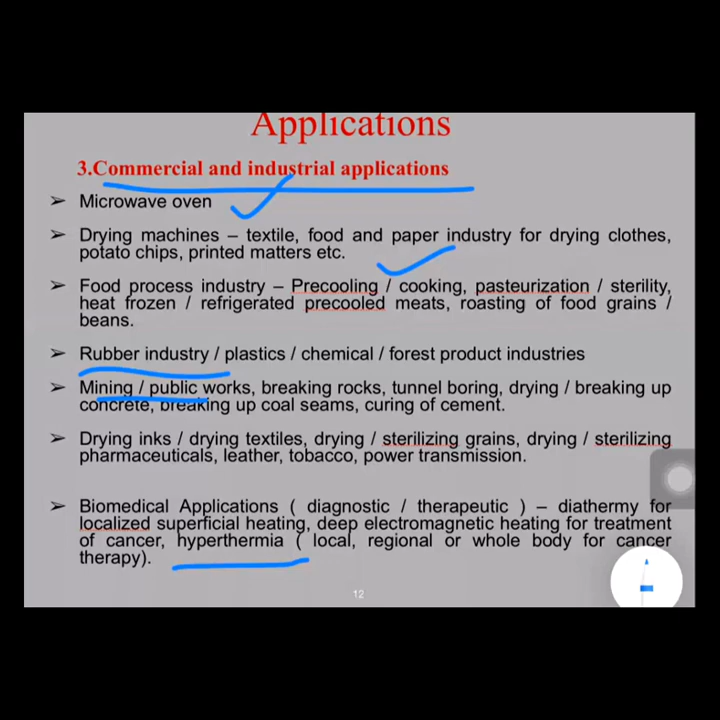 Applications
3.Commercial and industrial applications
➢ Microwave oven
➢ Drying machines – textile, food and paper industry for drying clothes,
potato chips, printed matters etc.
➢ Food process industry – Precooling / cooking, pasteurization / sterility,
heat frozen / refrigerated precooled meats, roasting of food grains /
beans.
➢ Rubber industry / plastics / chemical / forest product industries
➢ Mining / public works, breaking rocks, tunnel boring, drying / breaking up
concrete, breaking up coal seams, curing of cement.
➢ Drying inks / drying textiles, drying / sterilizing grains, drying / sterilizing
pharmaceuticals, leather, tobacco, power transmission.
➢ Biomedical Applications ( diagnostic / therapeutic ) – diathermy for
localized superficial heating, deep electromagnetic heating for treatment
of cancer, hyperthermia ( local, regional or whole body for cancer
therapy).
12